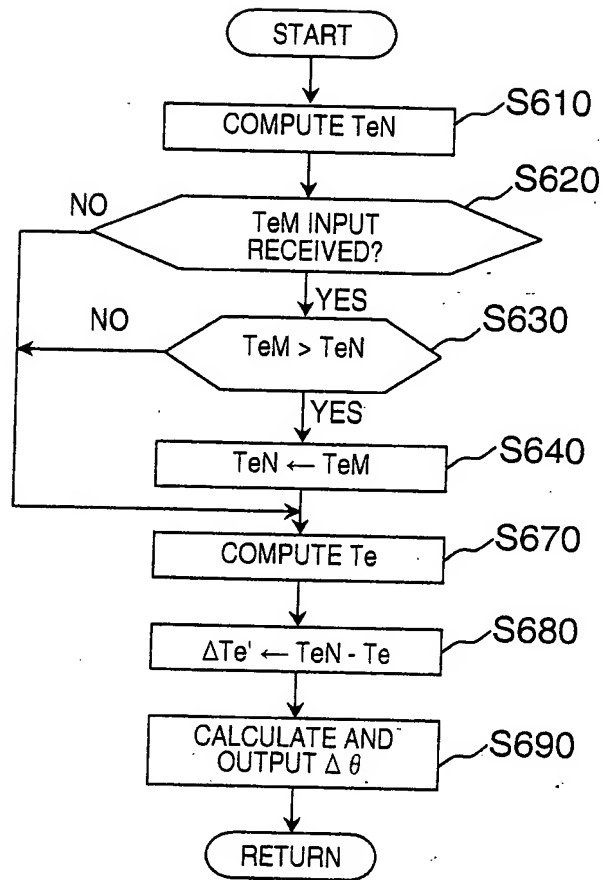 START
COMPUTE TeN
S610
S620
NO
TeM INPUT
RECEIVED?
YES
NO
S630
TeM > TeN
YES
TeN ← TeM
S640
COMPUTE Te
S670
ΔTe' ← TeN - Te
S680
CALCULATE AND
OUTPUT Δ θ
S690
RETURN